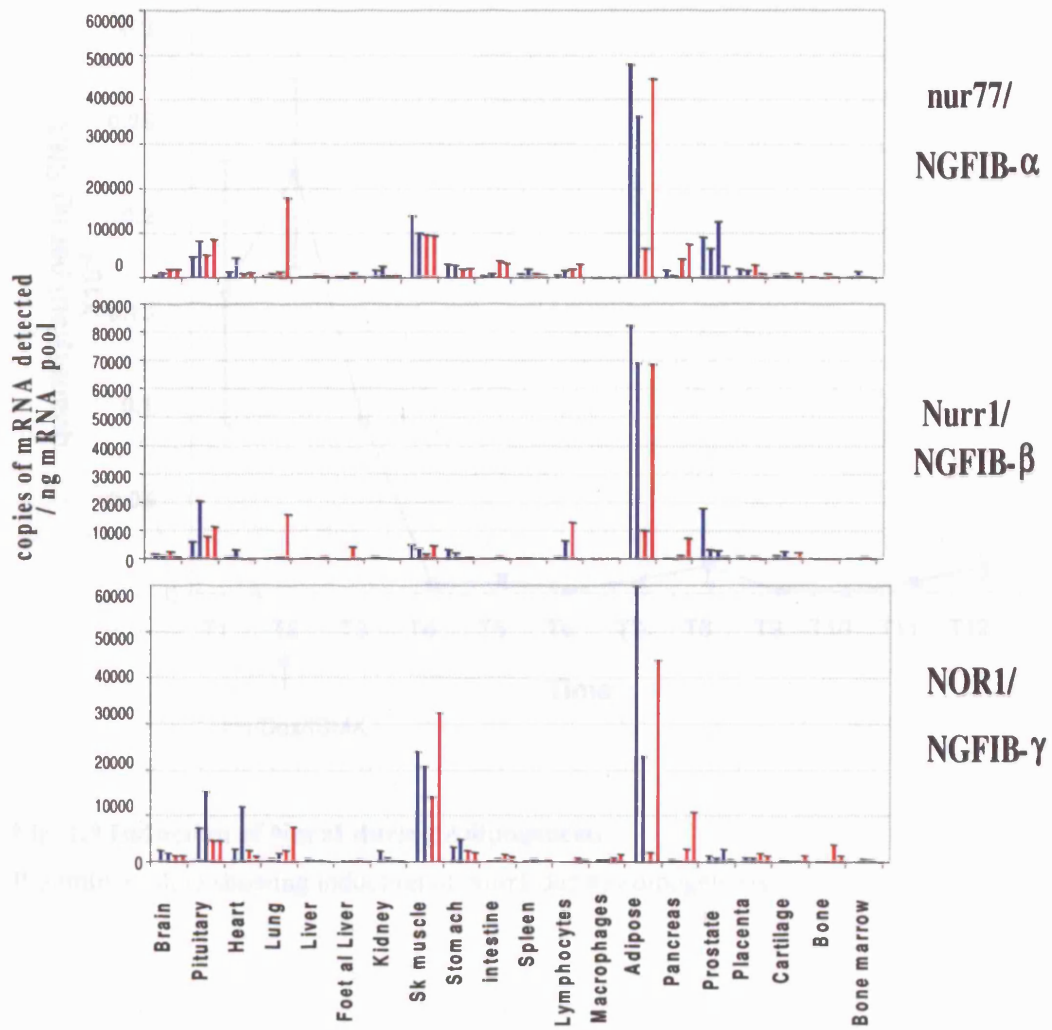 600000
500000
400000
300000
200000
100000
0
nur77/
NGFIB-α
90000
80000
70000
60000
50000
40000
30000
20000
10000
0
Nurr1/
NGFIB-β
60000
50000
40000
30000
20000
10000
0
NOR1/
NGFIB-γ
copies of mRNA detected
/ ng mRNA pool
Brain
Pituitary
Heart
Lung
Liver
Foet al Liver
Kidney
Sk muscle
Stomach
intestine
Spleen
Lymphocytes
Macrophages
Adipose
Pancreas
Prostate
Placenta
Cartilage
Bone
Bone marrow